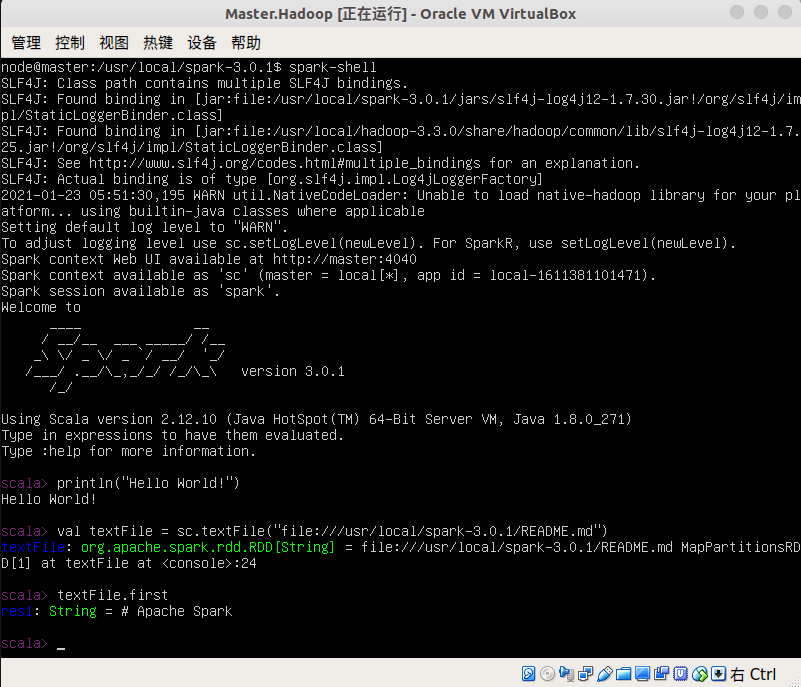 Master.Hadoop [正在运行] - Oracle VM VirtualBox
管理 控制 视图 热键 设备 帮助
node@master:/usr/local/spark-3.0.1$ spark-shell
SLF4J: Class path contains multiple SLF4J bindings.
SLF4J: Found binding in [jar:file:/usr/local/spark-3.0.1/jars/slf4j-log4j12-1.7.30.jar!/org/slf4j/im
pl/StaticLoggerBinder.class]
SLF4J: Found binding in [jar:file:/usr/local/hadoop-3.3.0/share/hadoop/common/lib/slf4j-log4j12-1.7.
25.jar!/org/slf4j/impl/StaticLoggerBinder.class]
SLF4J: See http://www.slf4j.org/codes.html#multiple_bindings for an explanation.
SLF4J: Actual binding is of type [org.slf4j.impl.Log4jLoggerFactory]
2021-01-23 05:51:30,195 WARN util.NativeCodeLoader: Unable to load native-hadoop library for your pl
atform... using builtin-java classes where applicable
Setting default log level to "WARN".
To adjust logging level use sc.setLogLevel(newLevel). For SparkR, use setLogLevel(newLevel).
Spark context Web UI available at http://master:4040
Spark context available as 'sc' (master = local[*], app id = local-1611381101471).
Spark session available as 'spark'.
Welcome to
      ____              __
     / __/__  ___ _____/ /__
    _\ \/ _ \/ _ `/ __/  '_/
   /___/ .__/\_,_/_/ /_/\_\   version 3.0.1
      /_/
Using Scala version 2.12.10 (Java HotSpot(TM) 64-Bit Server VM, Java 1.8.0_271)
Type in expressions to have them evaluated.
Type :help for more information.
scala> println("Hello World!")
Hello World!
scala> val textFile = sc.textFile("file:///usr/local/spark-3.0.1/README.md")
textFile: org.apache.spark.rdd.RDD[String] = file:///usr/local/spark-3.0.1/README.md MapPartitionsRD
D[1] at textFile at <console>:24
scala> textFile.first
res1: String = # Apache Spark
scala> _
右 Ctrl